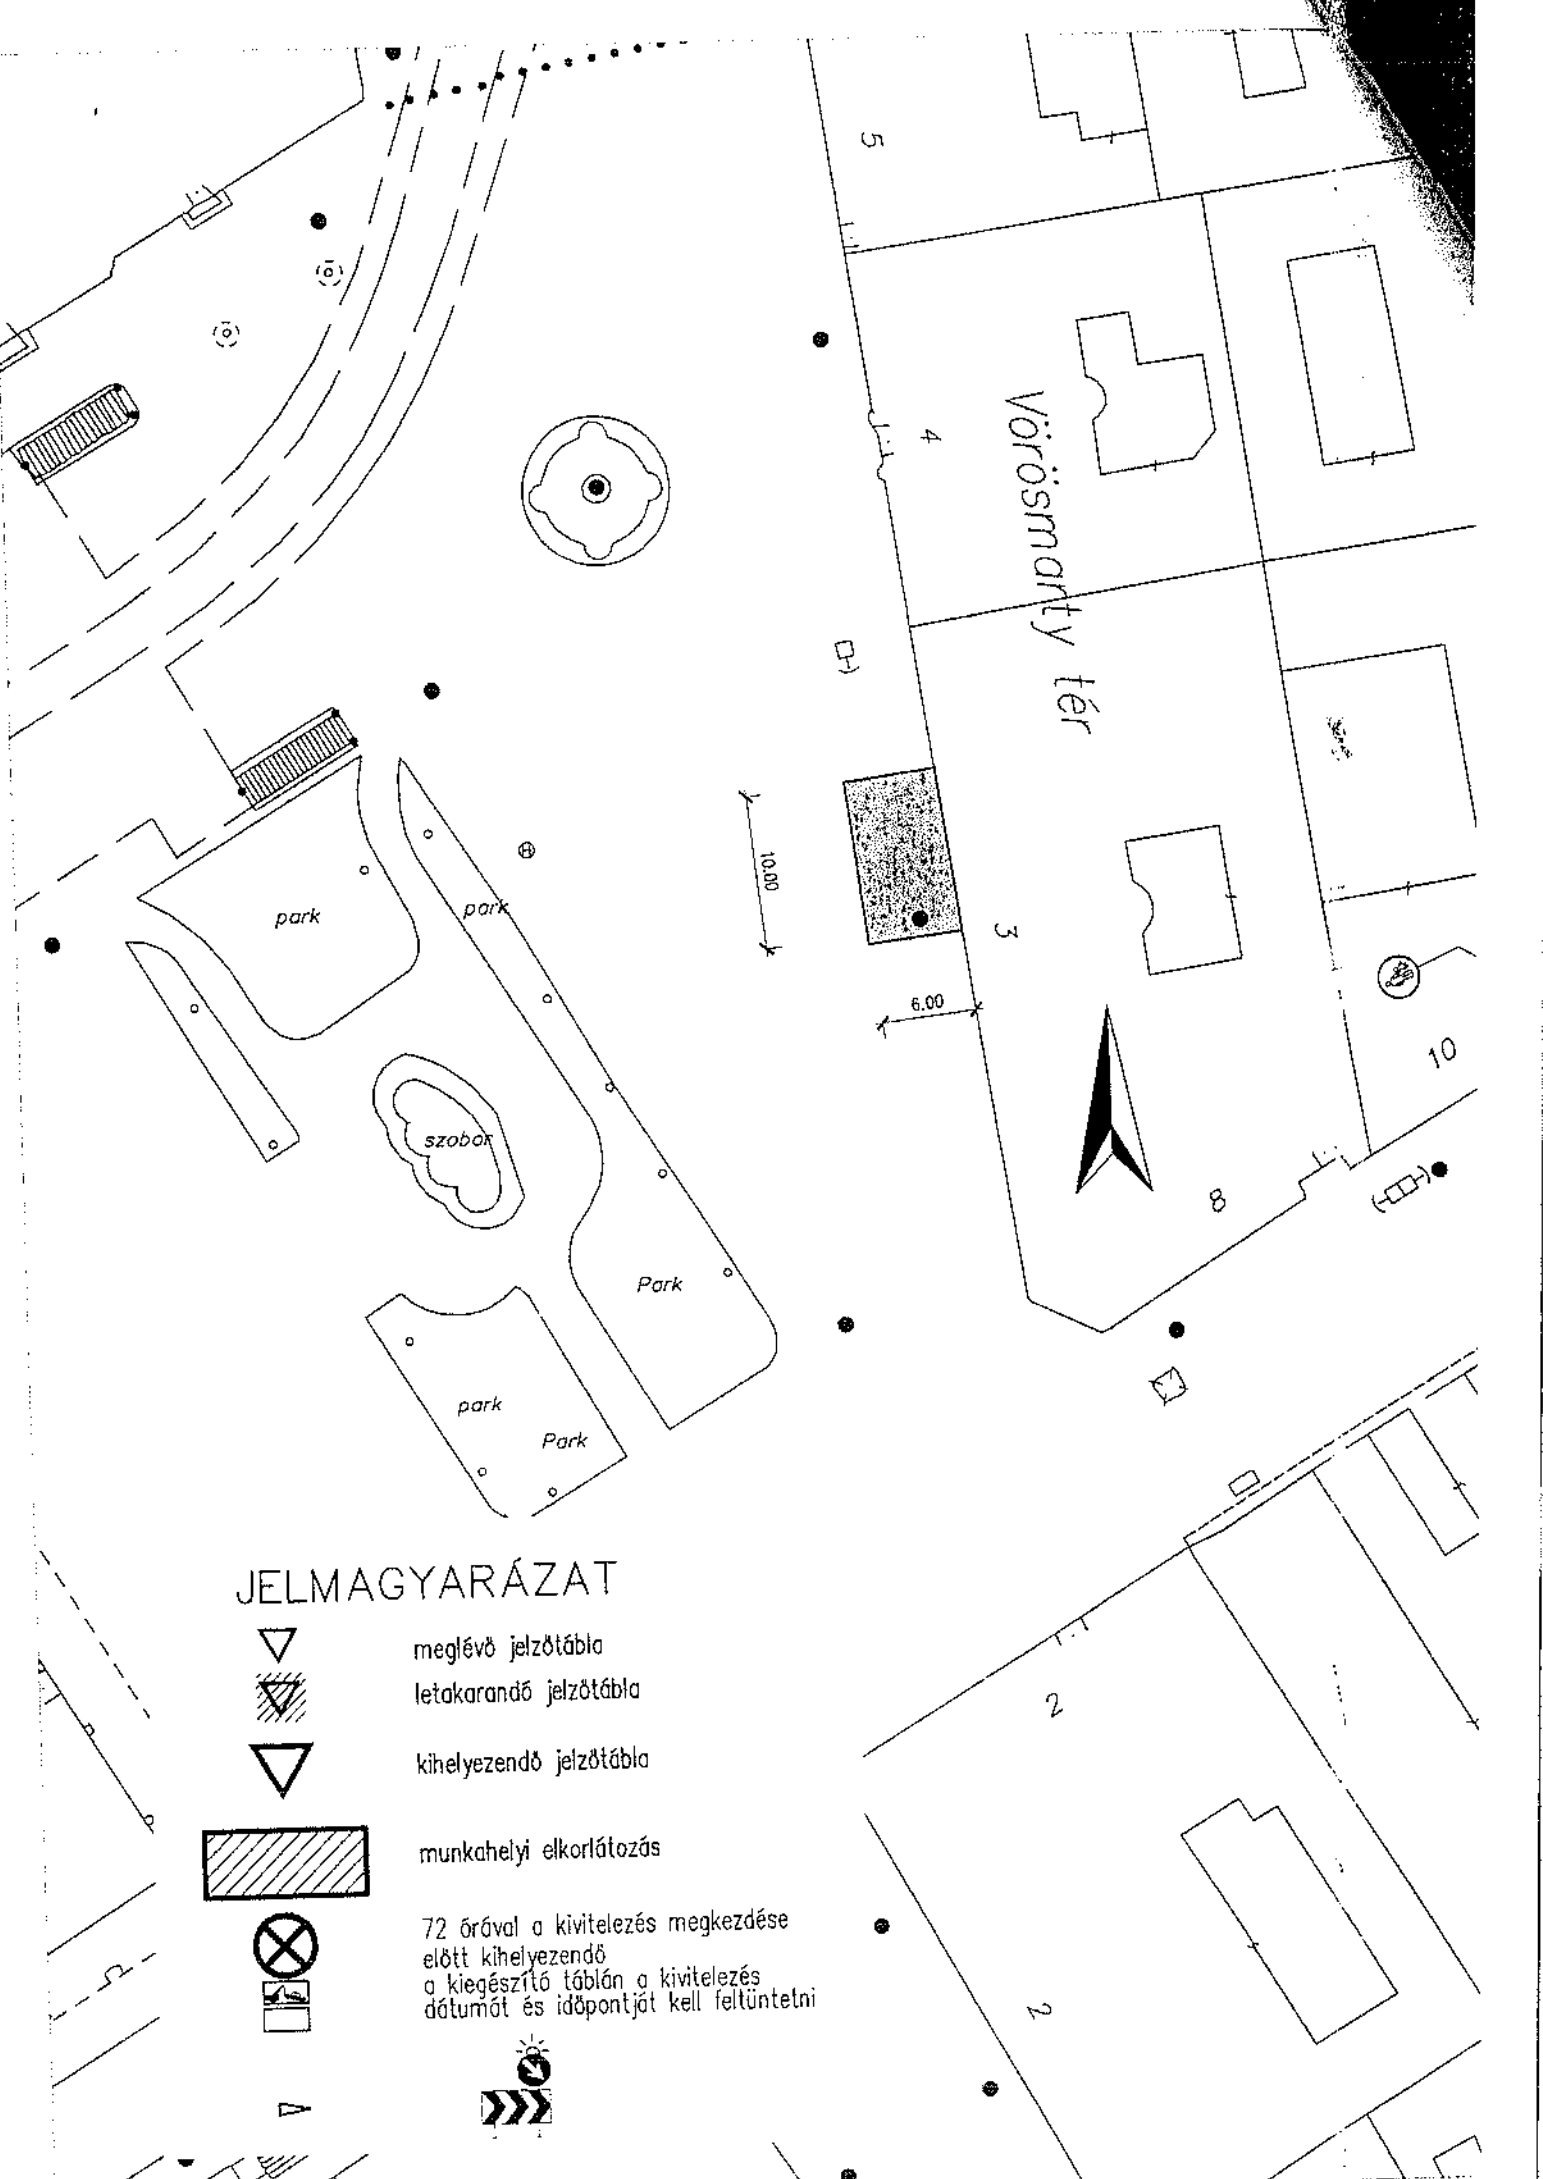 5
4
Vörösmarty tér
10.00
3
6.00
10
8
park
park
szobor
Park
park
Park
2
2
JELMAGYARÁZAT
meglévő jelzőtábla
letakarandó jelzőtábla
kihelyezendő jelzőtábla
munkahelyi elkorlátozás
72 órával a kivitelezés megkezdése
előtt kihelyezendő
a kiegészítő táblán a kivitelezés
dátumát és időpontját kell feltüntetni